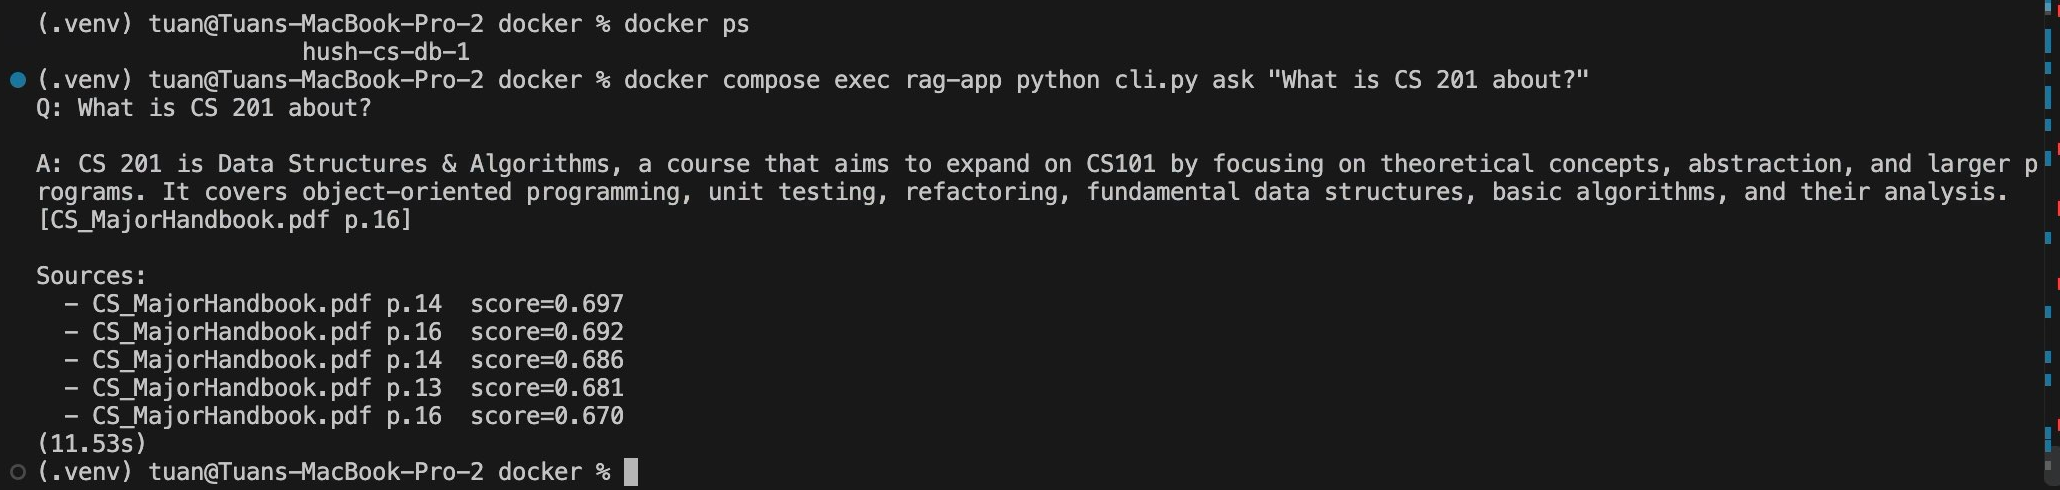 (.venv) tuan@Tuans-MacBook-Pro-2 docker % docker ps
hush-cs-db-1
(.venv) tuan@Tuans-MacBook-Pro-2 docker % docker compose exec rag-app python cli.py ask "What is CS 201 about?"
Q: What is CS 201 about?
A: CS 201 is Data Structures & Algorithms, a course that aims to expand on CS101 by focusing on theoretical concepts, abstraction, and larger p
rograms. It covers object-oriented programming, unit testing, refactoring, fundamental data structures, basic algorithms, and their analysis.
[CS_MajorHandbook.pdf p.16]
Sources:
- CS_MajorHandbook.pdf p.14 score=0.697
- CS_MajorHandbook.pdf p.16 score=0.692
- CS_MajorHandbook.pdf p.14 score=0.686
- CS_MajorHandbook.pdf p.13 score=0.681
- CS_MajorHandbook.pdf p.16 score=0.670
(11.53s)
(.venv) tuan@Tuans-MacBook-Pro-2 docker %